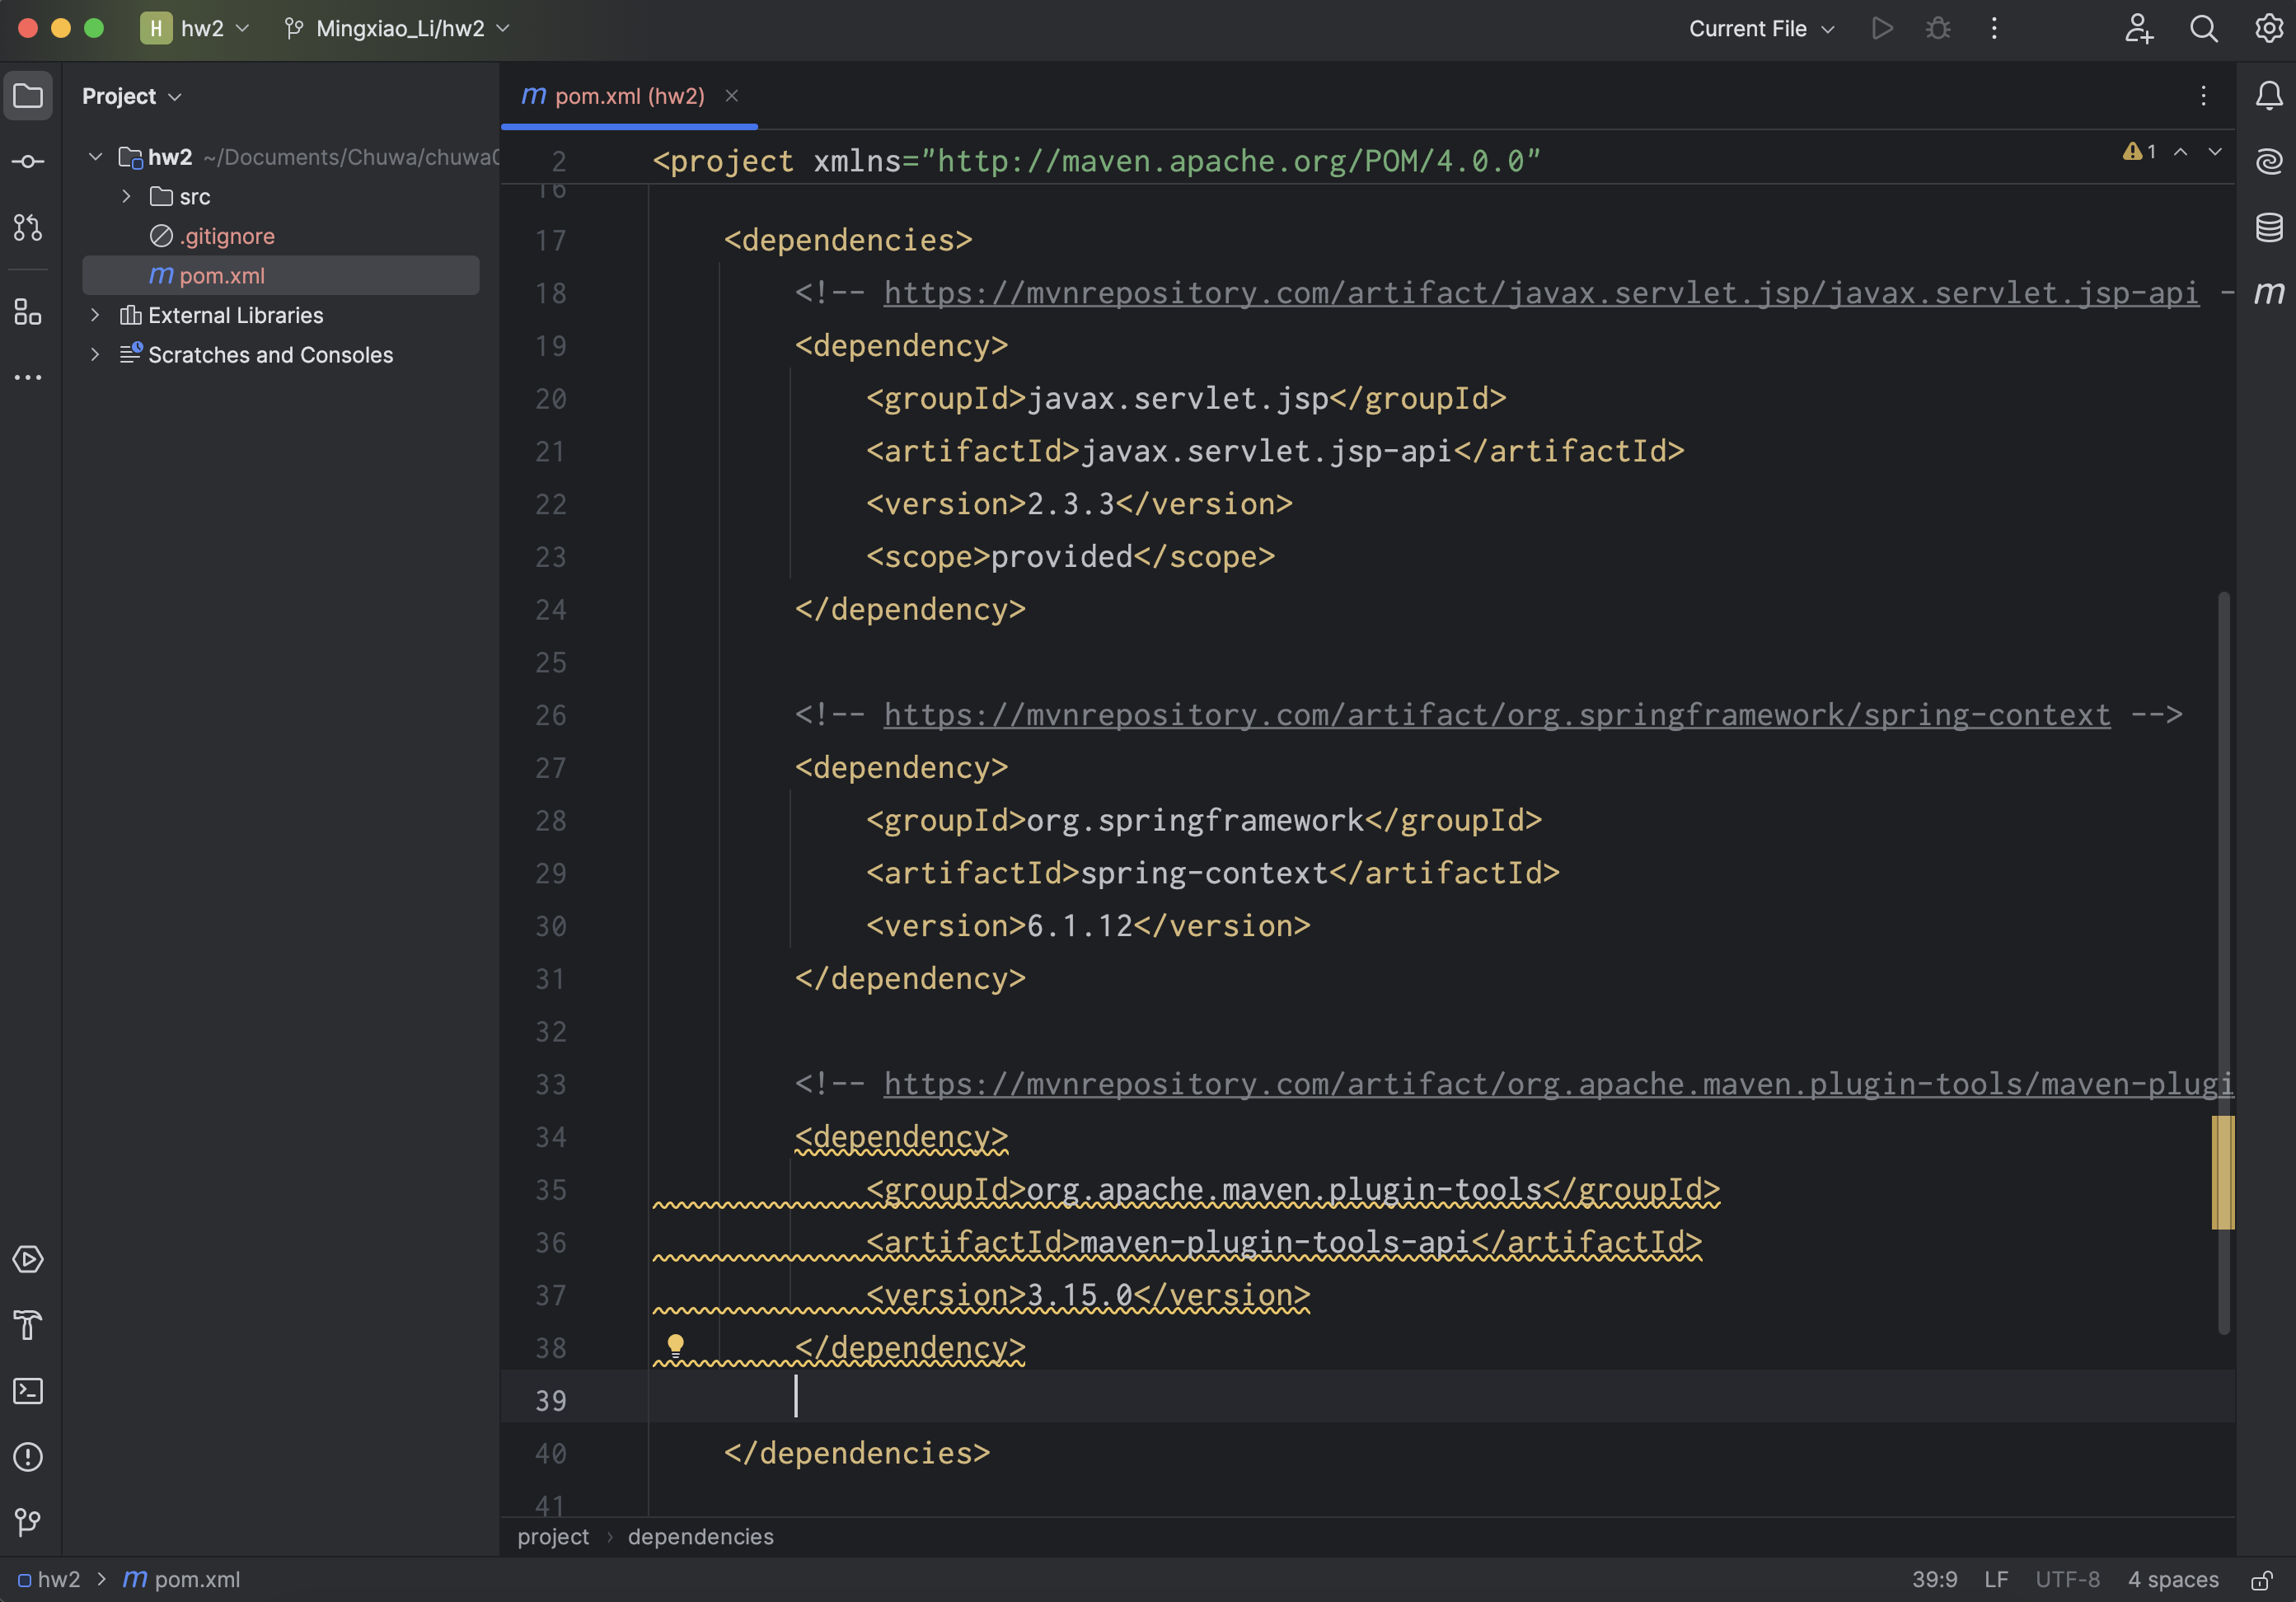 H hw2 Mingxiao_Li/hw2 Current File
Project
m pom.xml (hw2)
hw2 ~/Documents/Chuwa/chuwa0
src
.gitignore
m pom.xml
External Libraries
Scratches and Consoles
2 <project xmlns="http://maven.apache.org/POM/4.0.0"
1
16
17 <dependencies>
18 <!-- https://mvnrepository.com/artifact/javax.servlet.jsp/javax.servlet.jsp-api -
19 <dependency>
20 <groupId>javax.servlet.jsp</groupId>
21 <artifactId>javax.servlet.jsp-api</artifactId>
22 <version>2.3.3</version>
23 <scope>provided</scope>
24 </dependency>
25
26 <!-- https://mvnrepository.com/artifact/org.springframework/spring-context -->
27 <dependency>
28 <groupId>org.springframework</groupId>
29 <artifactId>spring-context</artifactId>
30 <version>6.1.12</version>
31 </dependency>
32
33 <!-- https://mvnrepository.com/artifact/org.apache.maven.plugin-tools/maven-plugi
34 <dependency>
35 <groupId>org.apache.maven.plugin-tools</groupId>
36 <artifactId>maven-plugin-tools-api</artifactId>
37 <version>3.15.0</version>
38 </dependency>
39
40 </dependencies>
41
m
project dependencies
hw2 m pom.xml 39:9 LF UTF-8 4 spaces